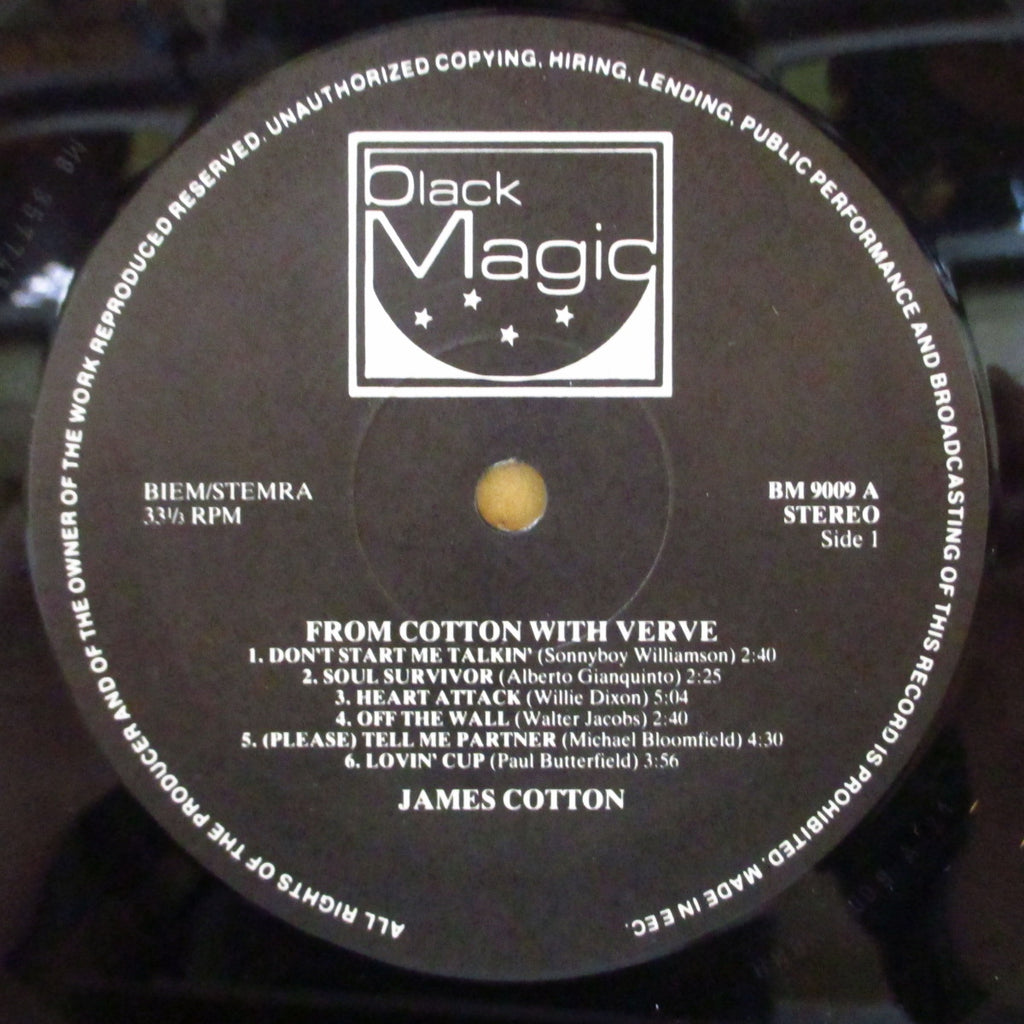 ALL RIGHTS OF THE PRODUCER AND OF THE OWNER OF THE WORK REPRODUCED RESERVED. UNAUTHORIZED COPYING, HIRING, LENDING, PUBLIC PERFORMANCE AND BROADCASTING OF THIS RECORD IS PROHIBITED. MADE IN EEC.
black
Magic
BIEM/STEMRA
33⅓ RPM
BM 9009 A
STEREO
Side 1
FROM COTTON WITH VERVE
1. DON'T START ME TALKIN' (Sonnyboy Williamson) 2:40
2. SOUL SURVIVOR (Alberto Gianquinto) 2:25
3. HEART ATTACK (Willie Dixon) 5:04
4. OFF THE WALL (Walter Jacobs) 2:40
5. (PLEASE) TELL ME PARTNER (Michael Bloomfield) 4:30
6. LOVIN' CUP (Paul Butterfield) 3:56
JAMES COTTON